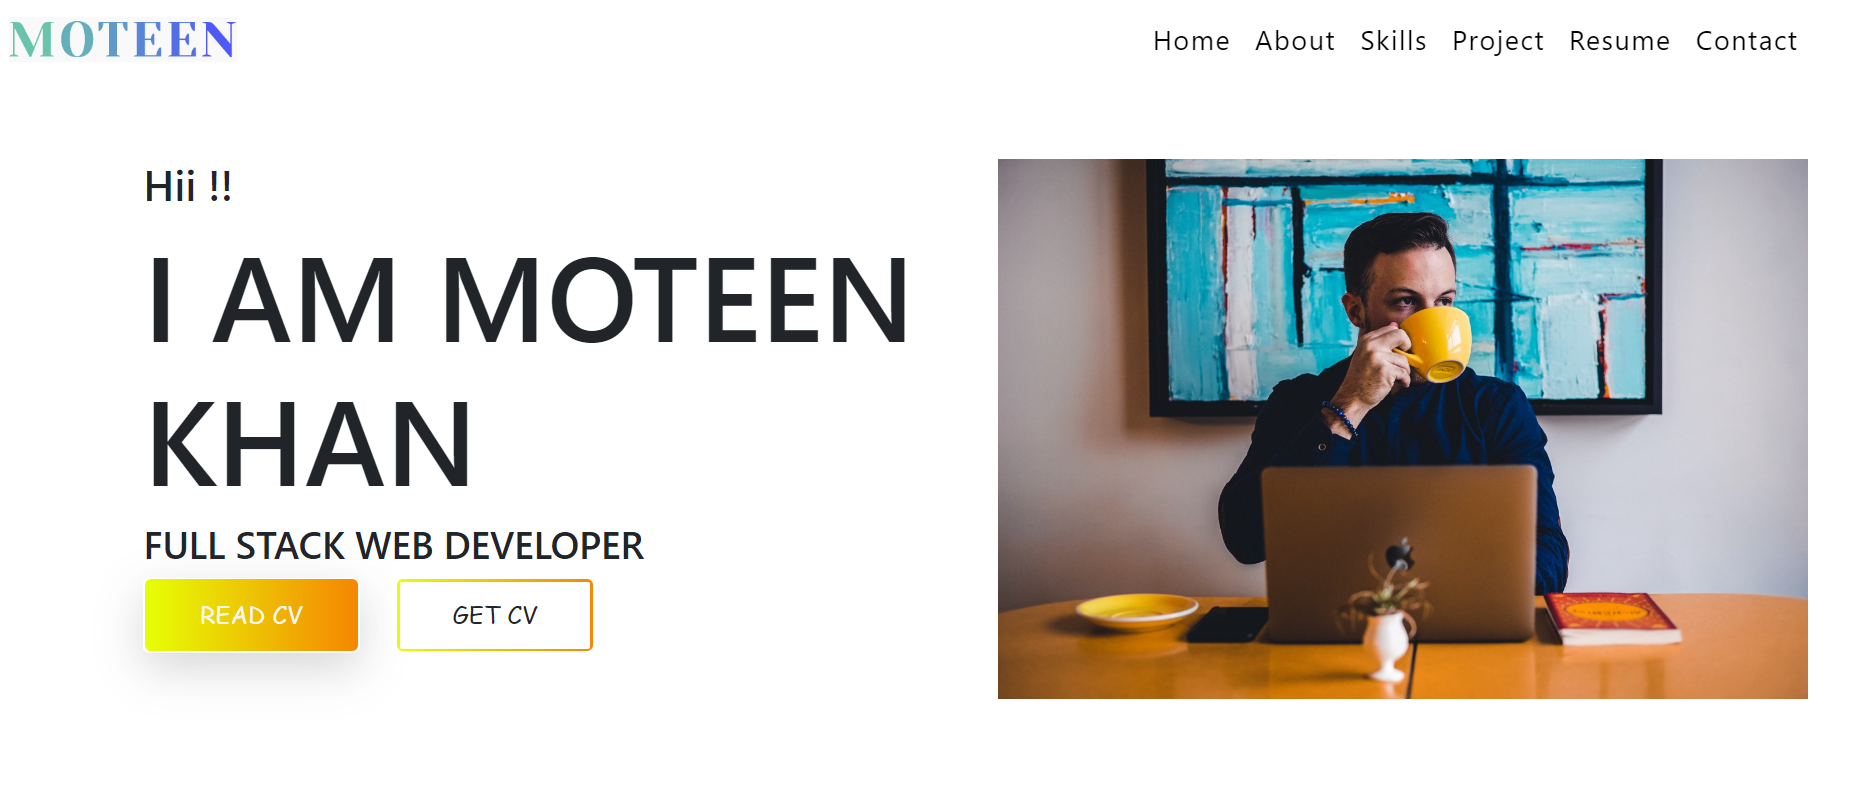 MOTEEN
Home About Skills Project Resume Contact
Hii !!
I AM MOTEEN
KHAN
FULL STACK WEB DEVELOPER
READ CV GET CV